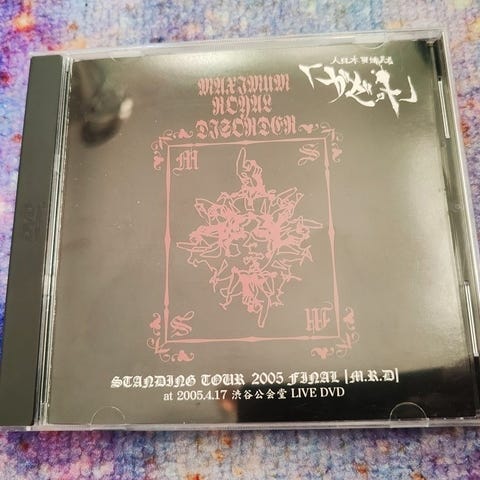 大日本異端芸者
「ガゼット」
MAXIMUM
ROYAL
DISORDER
M S
S M
STANDING TOUR 2005 FINAL [M.R.D]
at 2005.4.17 渋谷公会堂 LIVE DVD